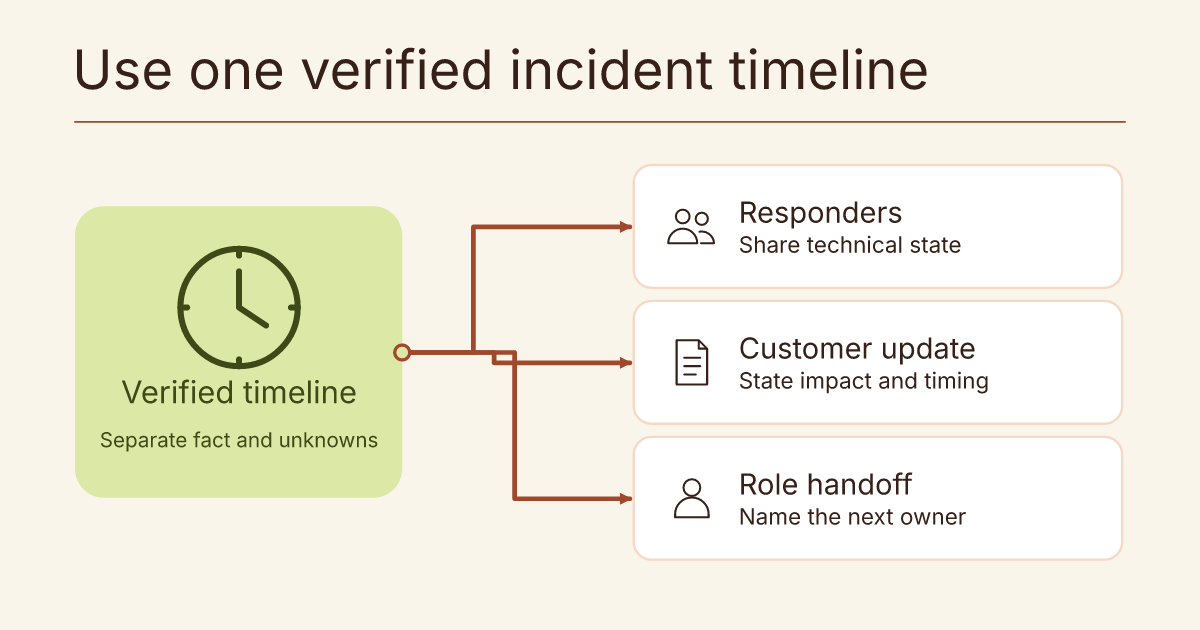 Use one verified incident timeline
Verified timeline
Separate fact and unknowns
Responders
Share technical state
Customer update
State impact and timing
Role handoff
Name the next owner